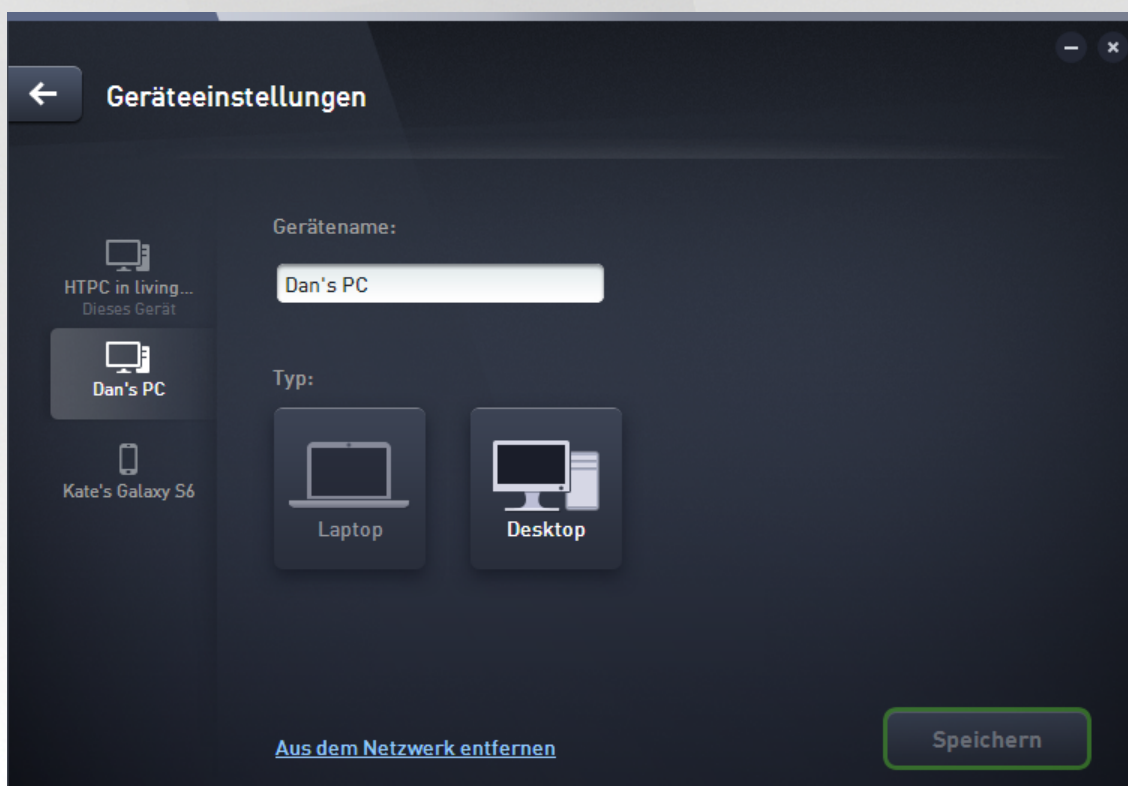 Geräteeinstellungen
HTPC in living...
Dieses Gerät
Dan's PC
Kate's Galaxy S6
Gerätename:
Dan's PC
Typ:
Laptop
Desktop
Aus dem Netzwerk entfernen
Speichern